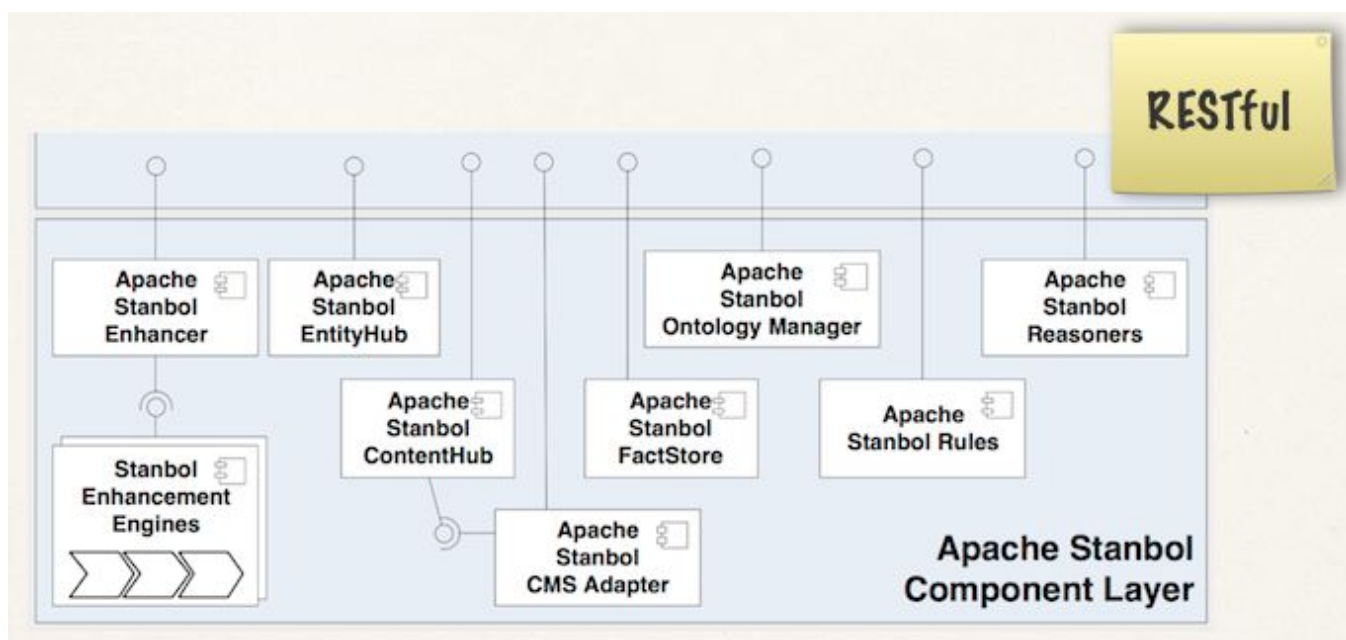 RESTful
Apache
Stanbol
Enhancer
Apache
Stanbol
EntityHub
Apache
Stanbol
Ontology Manager
Apache
Stanbol
Reasoners
Apache
Stanbol
ContentHub
Apache
Stanbol
FactStore
Apache
Stanbol Rules
Stanbol
Enhancement
Engines
Apache
Stanbol
CMS Adapter
Apache Stanbol
Component Layer